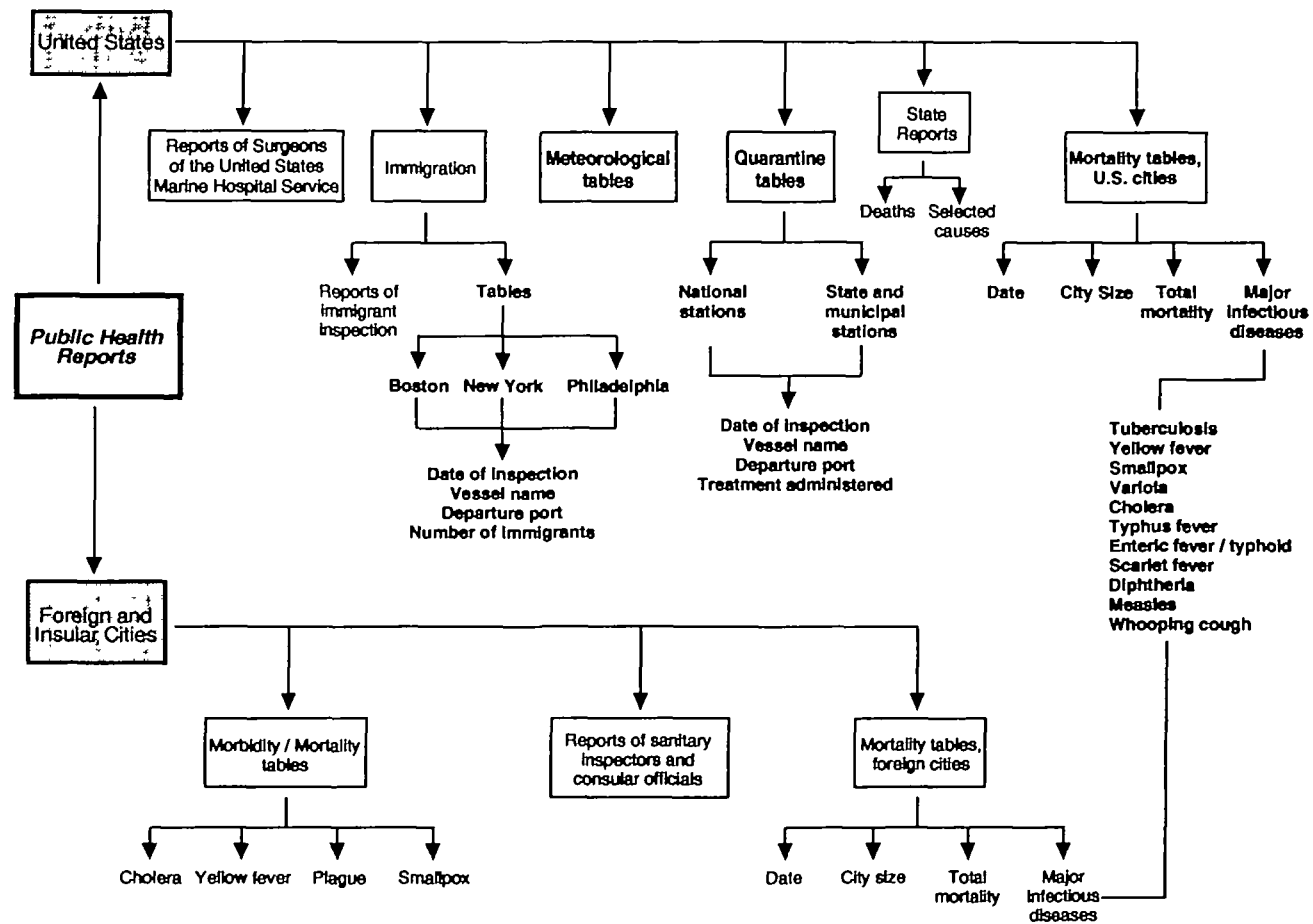 United States
Reports of Surgeons
of the United States
Marine Hospital Service
Immigration
Meteorological
tables
Quarantine
tables
State
Reports
Mortality tables,
U.S. cities
Deaths
Selected
causes
Reports of
immigrant
inspection
Tables
National
stations
State and
municipal
stations
Date
City Size
Total
mortality
Major
infectious
diseases
Public Health
Reports
Boston
New York
Philadelphia
Date of inspection
Vessel name
Departure port
Number of immigrants
Date of inspection
Vessel name
Departure port
Treatment administered
Tuberculosis
Yellow fever
Smallpox
Variola
Cholera
Typhus fever
Enteric fever / typhoid
Scarlet fever
Diphtheria
Measles
Whooping cough
Foreign and
Insular Cities
Morbidity / Mortality
tables
Reports of sanitary
inspectors and
consular officials
Mortality tables,
foreign cities
Cholera
Yellow fever
Plague
Smallpox
Date
City size
Total
mortality
Major
infectious
diseases